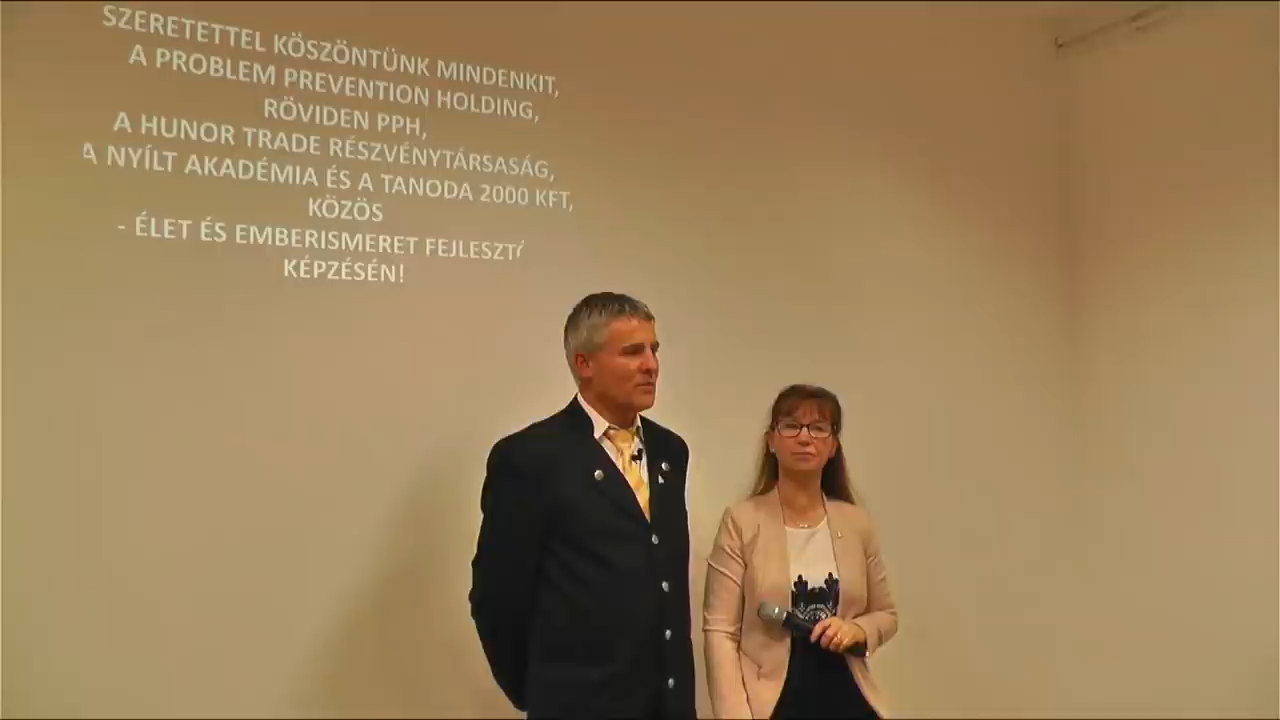 SZERETETTEL KÖSZÖNTÜNK MINDENKIT,
A PROBLEM PREVENTION HOLDING,
RÖVIDEN PPH,
A HUNOR TRADE RÉSZVÉNYTÁRSASÁG,
A NYÍLT AKADÉMIA ÉS A TANODA 2000 KFT,
KÖZÖS
- ÉLET ÉS EMBERISMERET
KÉPZÉSÉN!